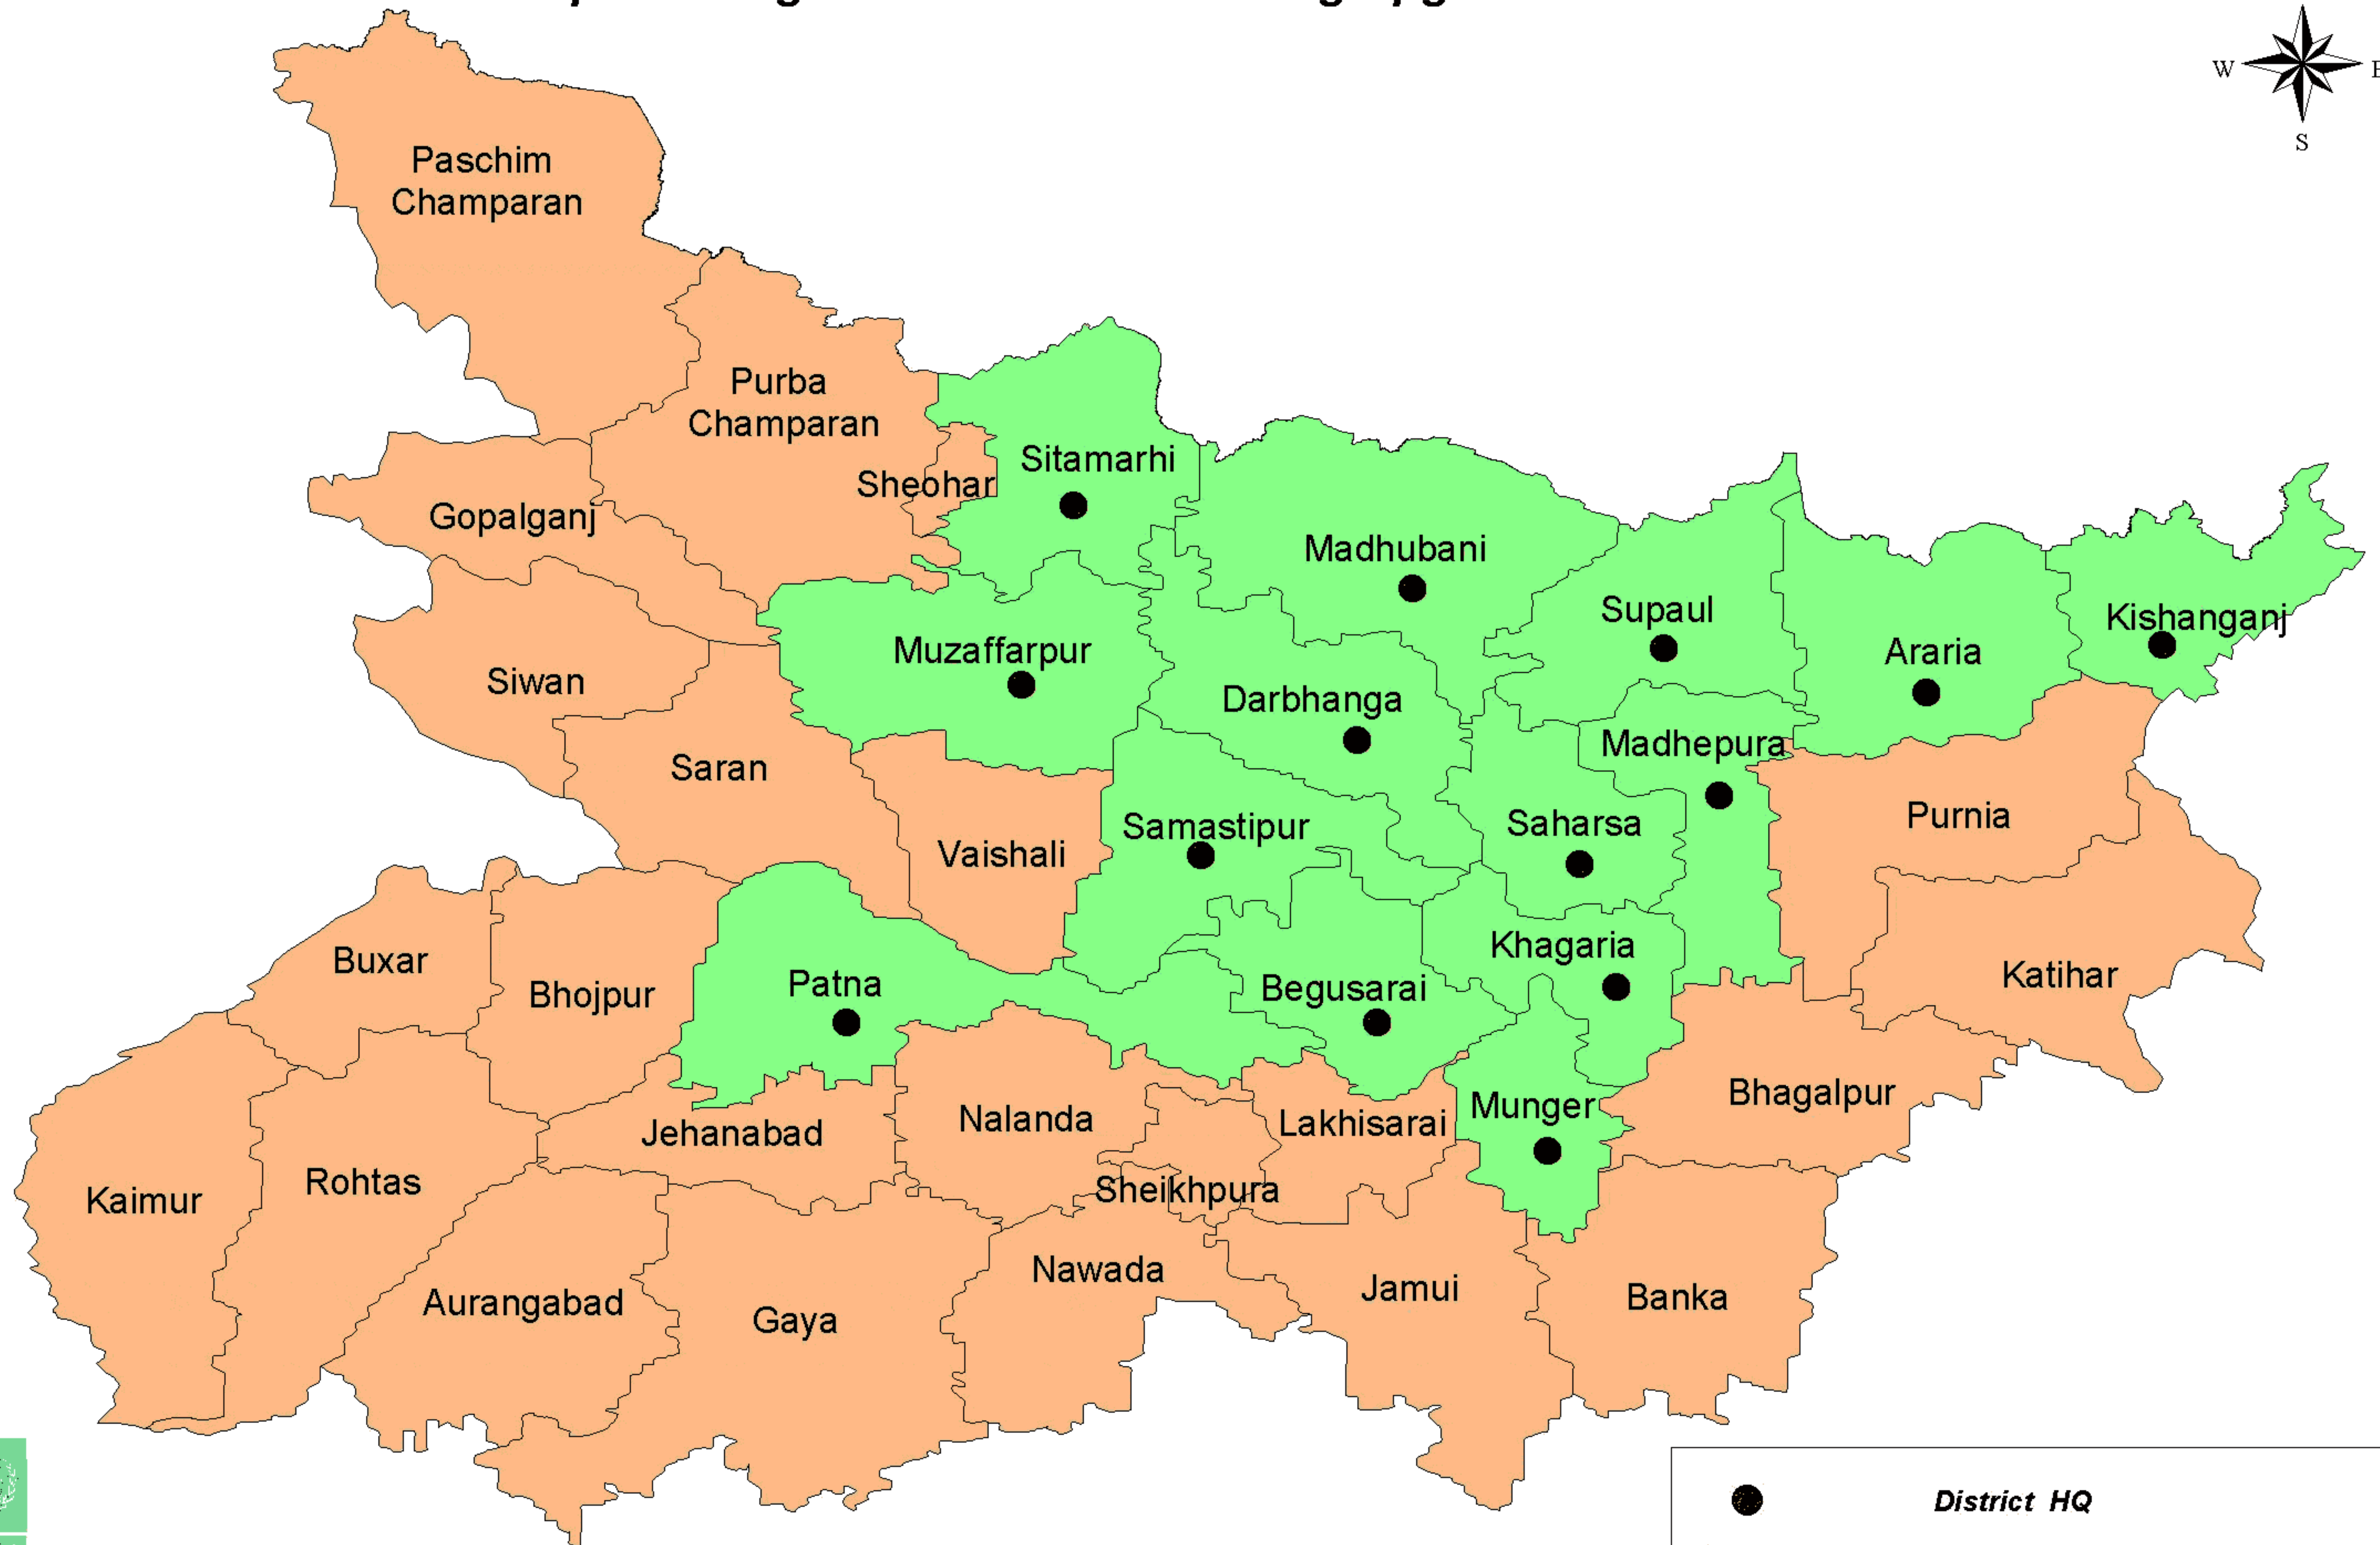 W
S
Paschim
Champaran
Purba
Champaran
Sheohar
Sitamarhi
Gopalganj
Madhubani
Supaul
Kishanganj
Araria
Muzaffarpur
Siwan
Darbhanga
Madhepura
Saran
Purnia
Samastipur
Saharsa
Vaishali
Khagaria
Buxar
Katihar
Patna
Begusarai
Bhojpur
Bhagalpur
Munger
Nalanda
Lakhisarai
Jehanabad
Rohtas
Sheikhpura
Kaimur
Nawada
Jamui
Banka
Aurangabad
Gaya
District HQ